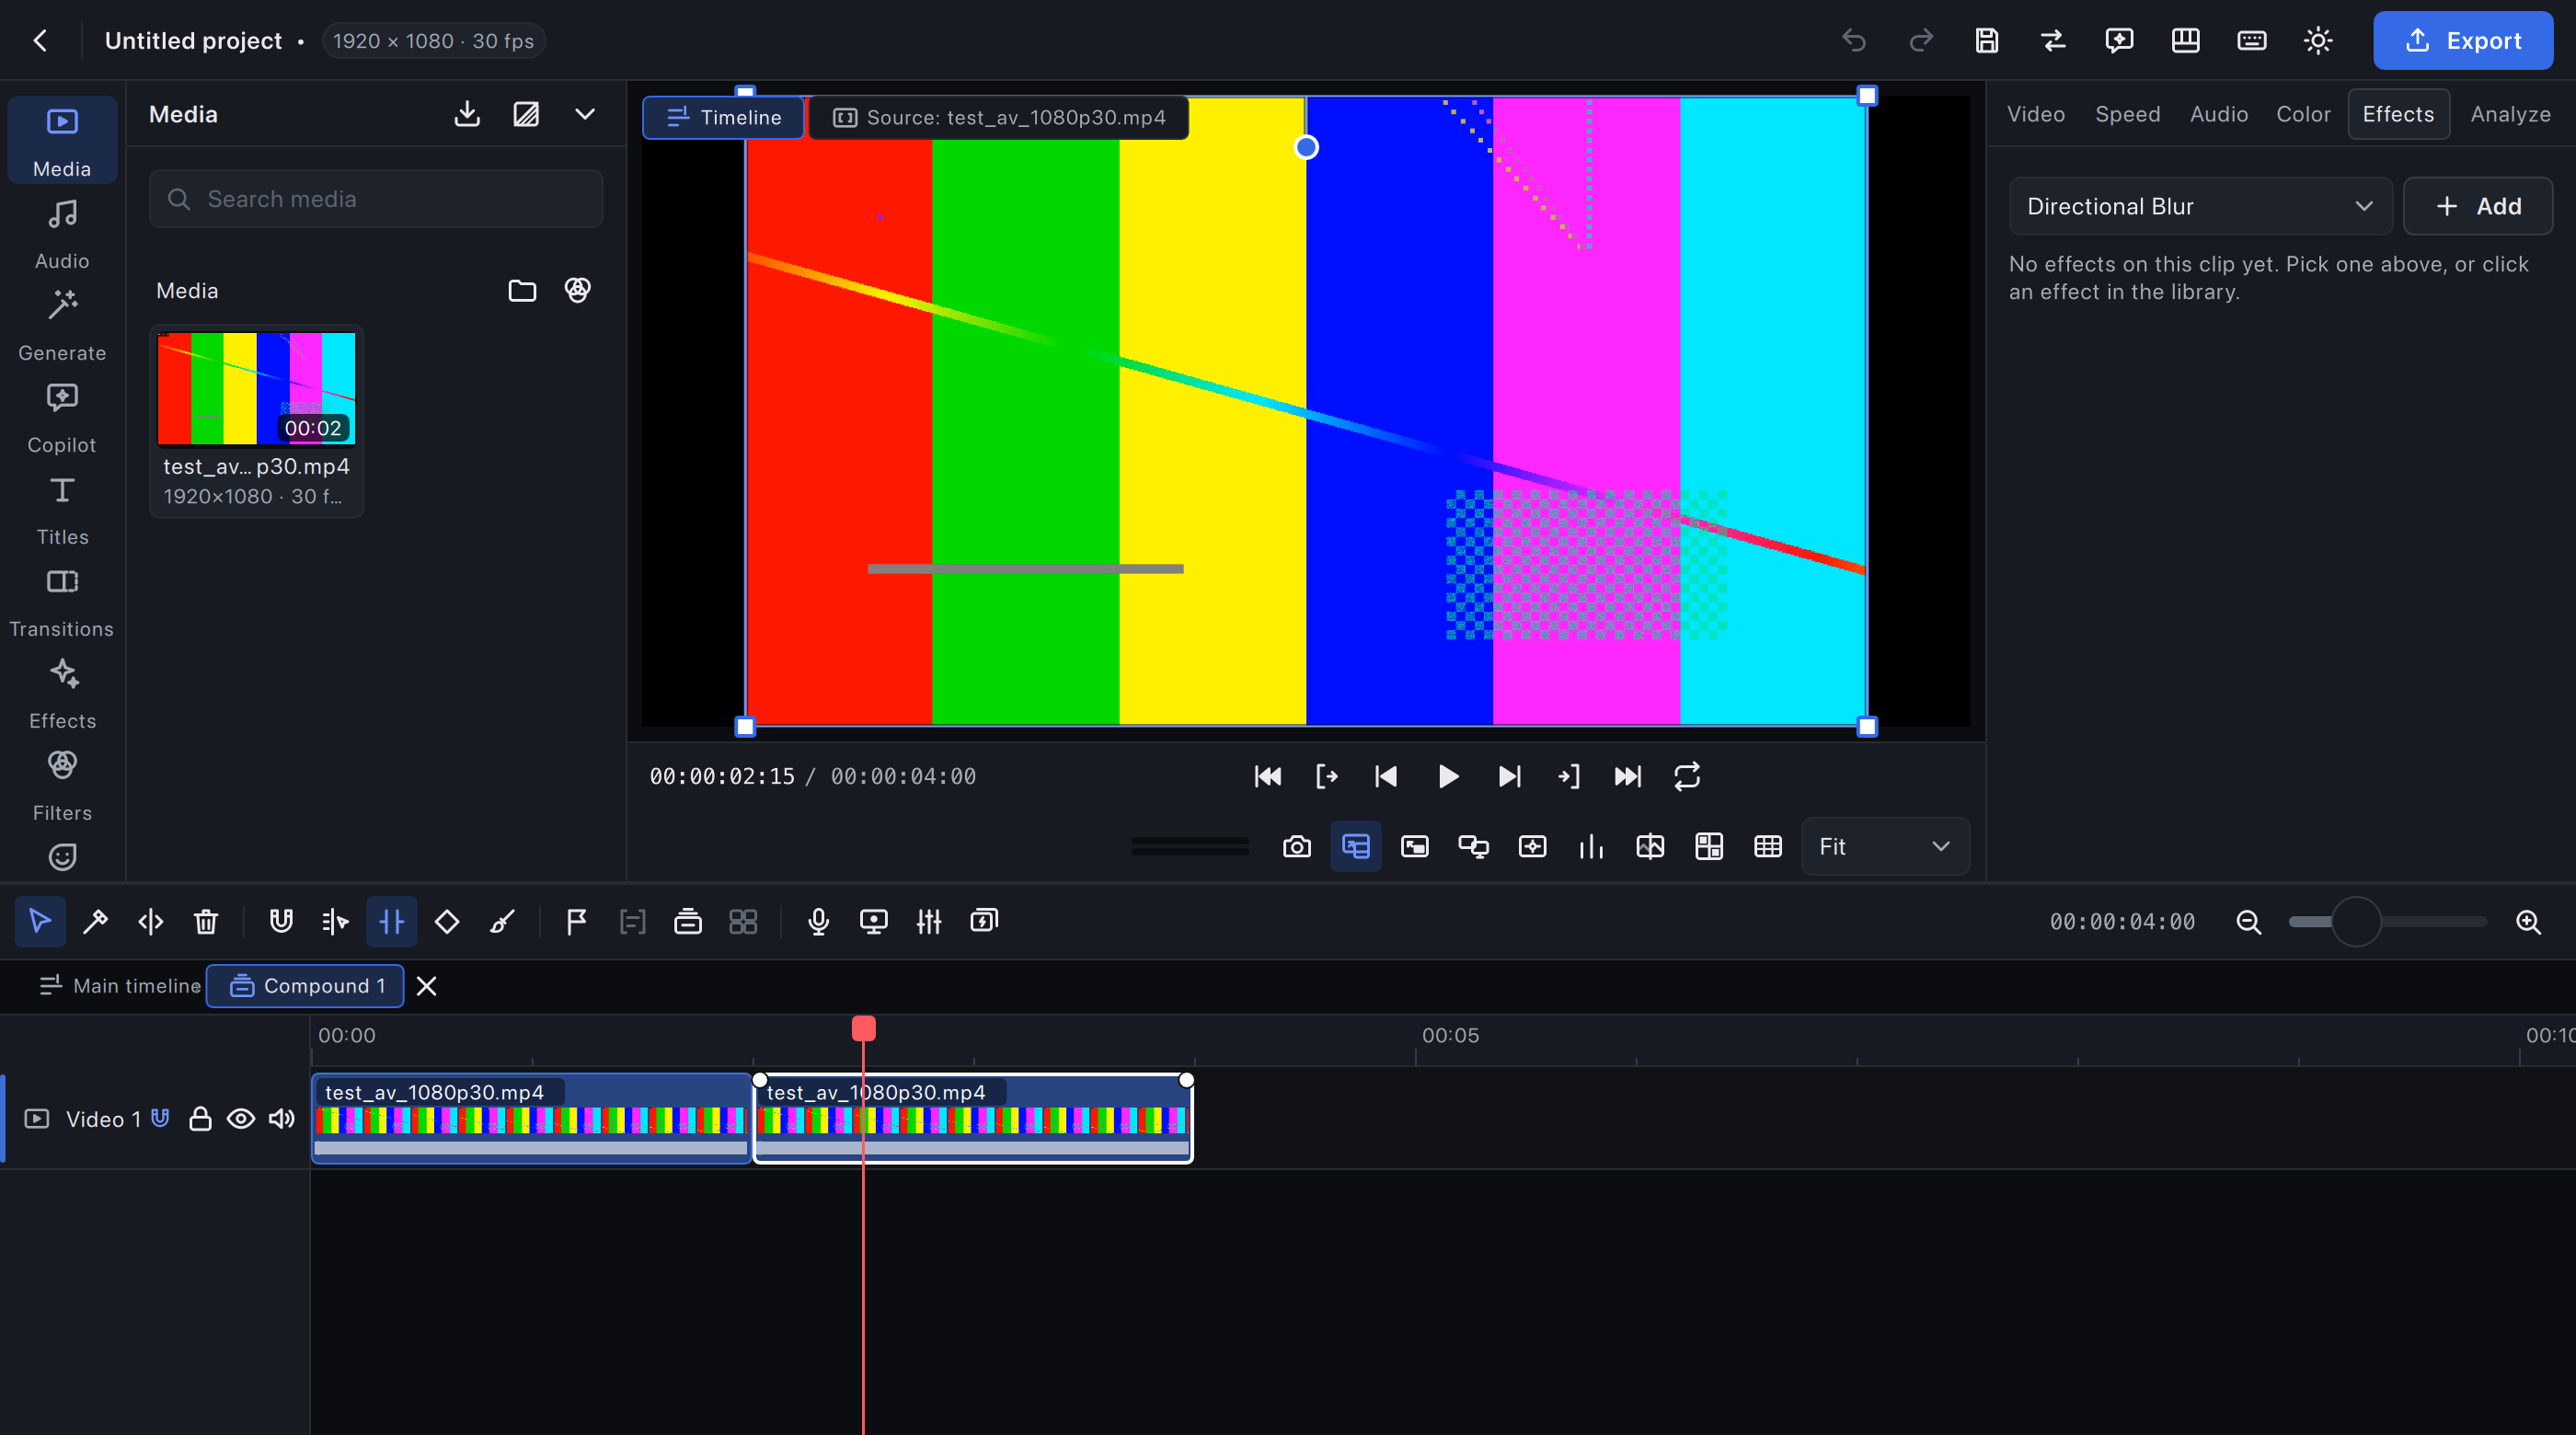 Untitled project • 1920 × 1080 · 30 fps
Export
Media
Audio
Generate
Copilot
Titles
Transitions
Effects
Filters
Media
Search media
Media
00:02
test_av… p30.mp4
1920×1080 · 30 f…
Timeline
Source: test_av_1080p30.mp4
00:00:02:15 / 00:00:04:00
Fit
Video Speed Audio Color Effects Analyze
Directional Blur
Add
No effects on this clip yet. Pick one above, or click
an effect in the library.
00:00:04:00
Main timeline
Compound 1
00:00
00:05
00:10
Video 1
test_av_1080p30.mp4
test_av_1080p30.mp4